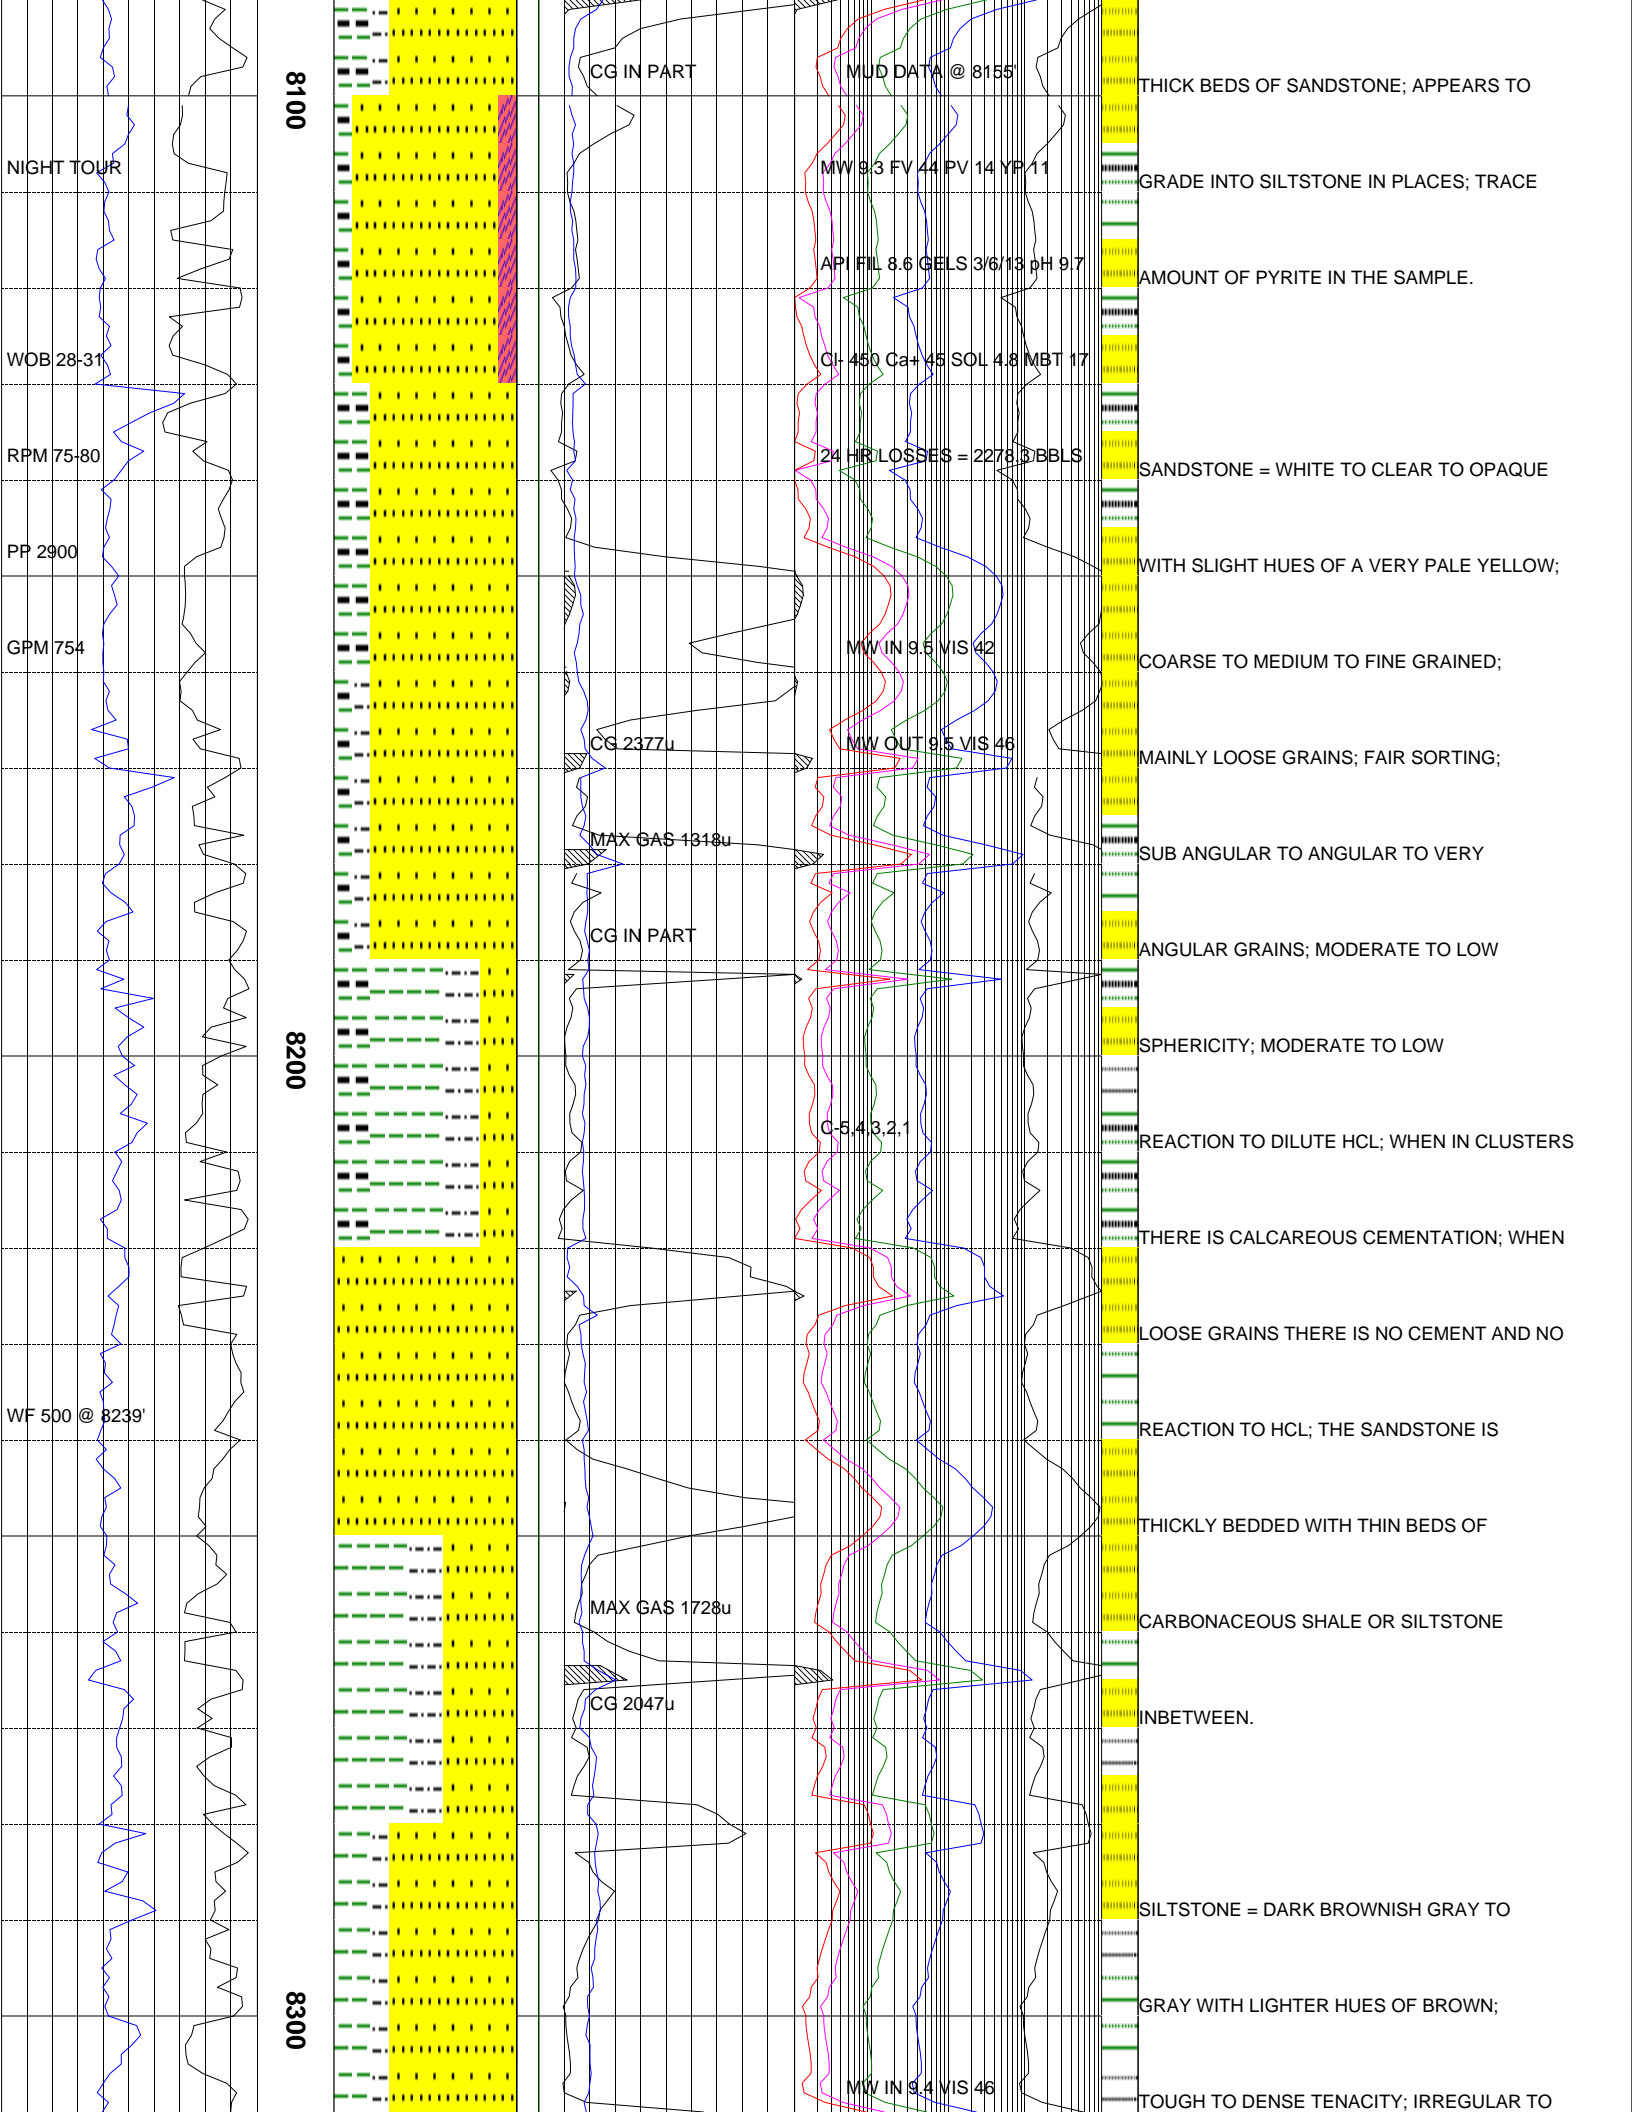 CG IN PART
MUD DATA @ 8155'
THICK BEDS OF SANDSTONE; APPEARS TO
8100
NIGHT TOUR
MW 9.3 FV 44 PV 14 YP 11
GRADE INTO SILTSTONE IN PLACES; TRACE
API FIL 8.6 GELS 3/6/13 pH 9.7
AMOUNT OF PYRITE IN THE SAMPLE.
WOB 28-31
Cl- 450 Ca+ 45 SOL 4.8 MBT 17
RPM 75-80
24 HR LOSSES = 2278.3 BBLS
SANDSTONE = WHITE TO CLEAR TO OPAQUE
PP 2900
WITH SLIGHT HUES OF A VERY PALE YELLOW;
GPM 754
MW IN 9.5 VIS 42
COARSE TO MEDIUM TO FINE GRAINED;
CG 2377u
MW OUT 9.5 VIS 46
MAINLY LOOSE GRAINS; FAIR SORTING;
MAX GAS 1318u
SUB ANGULAR TO ANGULAR TO VERY
CG IN PART
ANGULAR GRAINS; MODERATE TO LOW
8200
SPHERICITY; MODERATE TO LOW
C-5,4,3,2,1
REACTION TO DILUTE HCL; WHEN IN CLUSTERS
THERE IS CALCAREOUS CEMENTATION; WHEN
LOOSE GRAINS THERE IS NO CEMENT AND NO
WF 500 @ 8239'
REACTION TO HCL; THE SANDSTONE IS
THICKLY BEDDED WITH THIN BEDS OF
MAX GAS 1728u
CARBONACEOUS SHALE OR SILTSTONE
CG 2047u
INBETWEEN.
SILTSTONE = DARK BROWNISH GRAY TO
8300
GRAY WITH LIGHTER HUES OF BROWN;
MW IN 9.4 VIS 46
TOUGH TO DENSE TENACITY; IRREGULAR TO